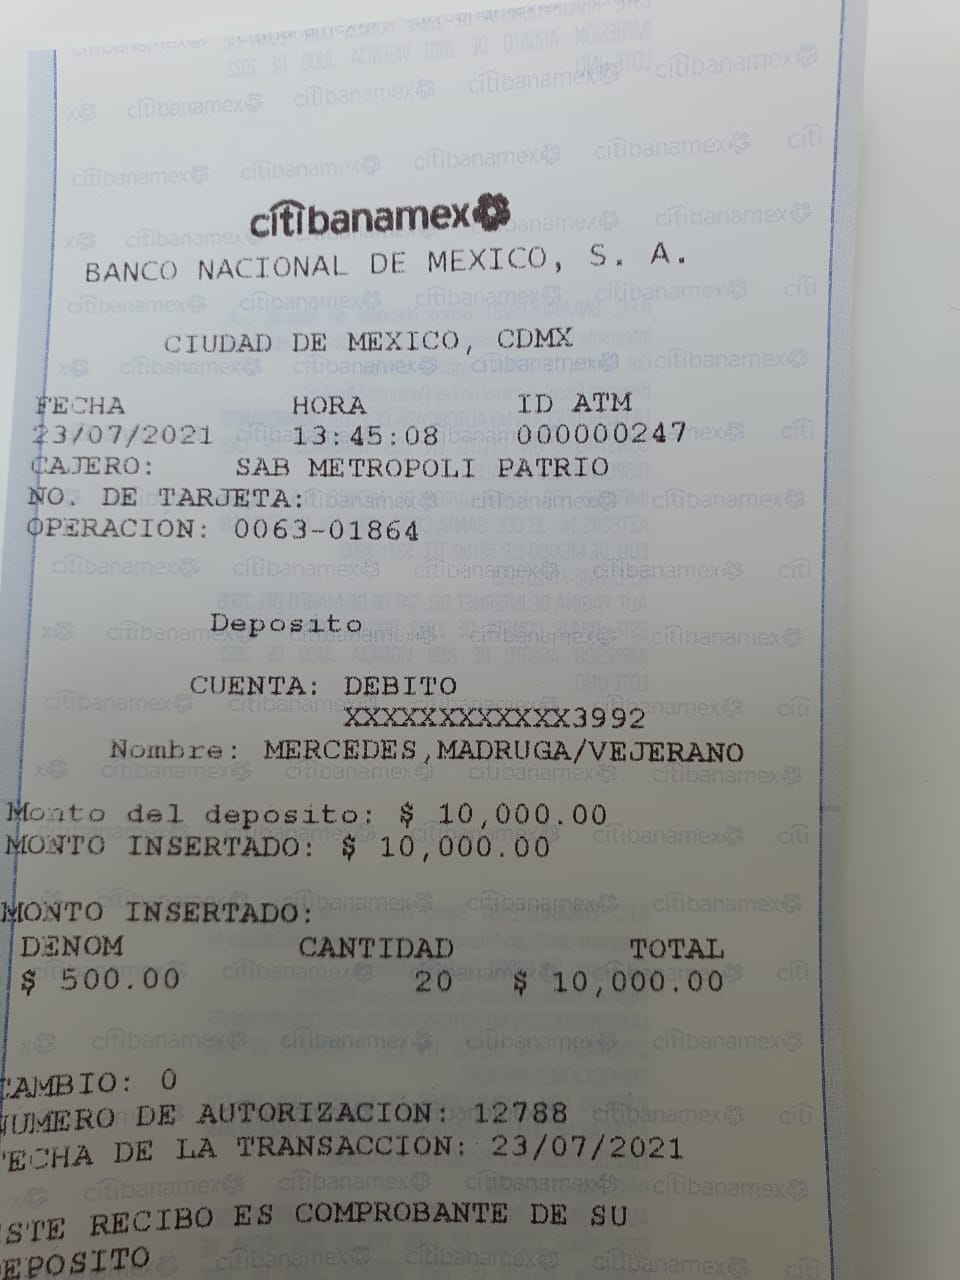 citibanamex
BANCO NACIONAL DE MEXICO, S. A.
CIUDAD DE MEXICO, CDMX
FECHA HORA ID ATM
23/07/2021 13:45:08 000000247
CAJERO: SAB METROPOLI PATRIO
NO. DE TARJETA:
OPERACION: 0063-01864
Deposito
CUENTA: DEBITO
XXXXXXXXXXXX3992
Nombre: MERCEDES,MADRUGA/VEJERANO
Monto del deposito: $ 10,000.00
MONTO INSERTADO: $ 10,000.00
MONTO INSERTADO:
DENOM CANTIDAD TOTAL
$ 500.00 20 $ 10,000.00
CAMBIO: 0
NUMERO DE AUTORIZACION: 12788
FECHA DE LA TRANSACCION: 23/07/2021
ESTE RECIBO ES COMPROBANTE DE SU
DEPOSITO